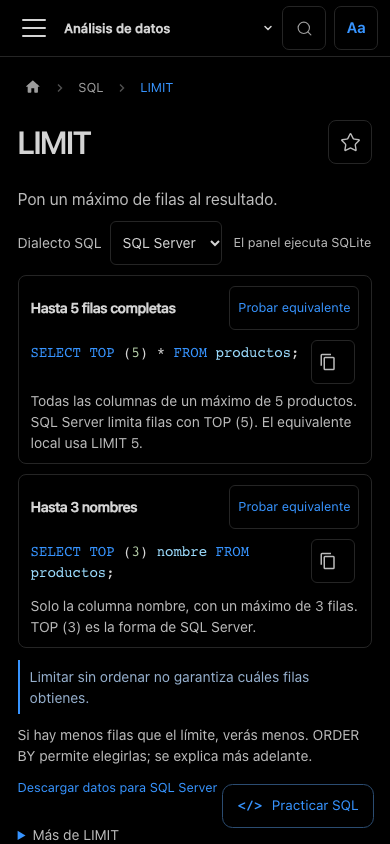 Análisis de datos
Aa
SQL
LIMIT
LIMIT
Pon un máximo de filas al resultado.
Dialecto SQL
SQL Server
El panel ejecuta SQLite
Hasta 5 filas completas
Probar equivalente
SELECT TOP (5) * FROM productos;
Todas las columnas de un máximo de 5 productos.
SQL Server limita filas con TOP (5). El equivalente
local usa LIMIT 5.
Hasta 3 nombres
Probar equivalente
SELECT TOP (3) nombre FROM
productos;
Solo la columna nombre, con un máximo de 3 filas.
TOP (3) es la forma de SQL Server.
Limitar sin ordenar no garantiza cuáles filas
obtienes.
Si hay menos filas que el límite, verás menos. ORDER
BY permite elegirlas; se explica más adelante.
Descargar datos para SQL Server
</> Practicar SQL
Más de LIMIT